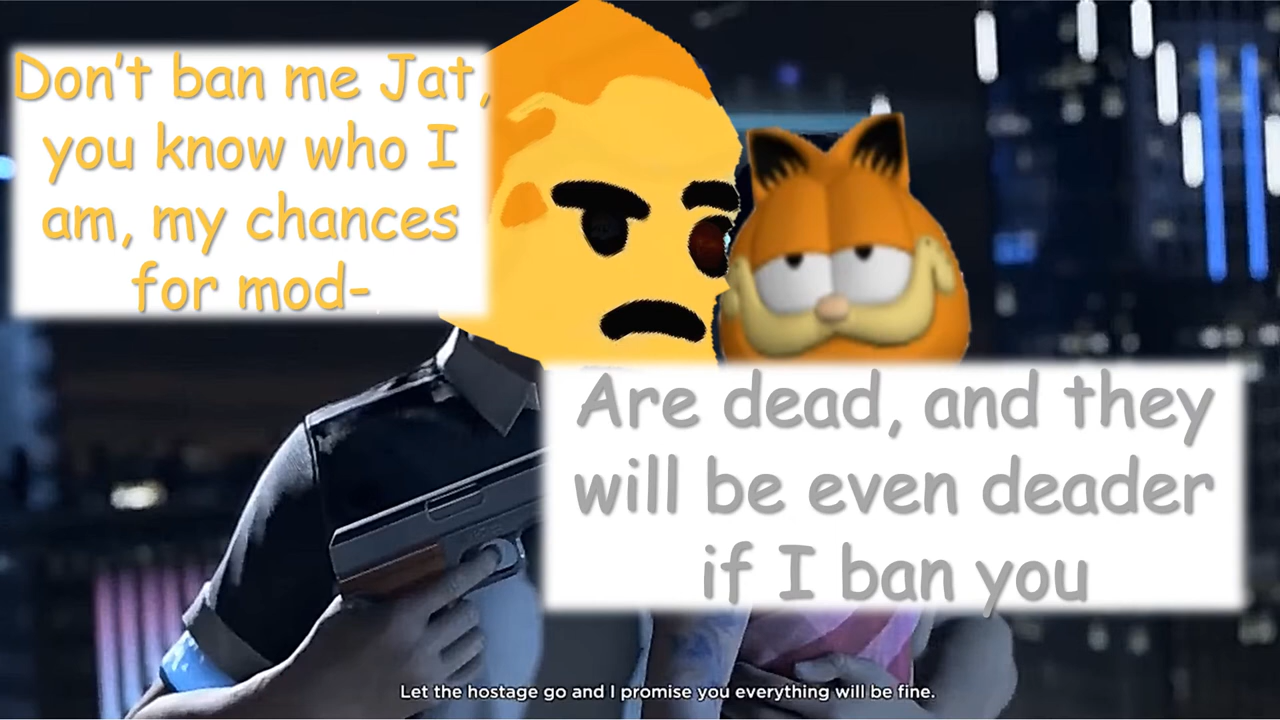 Don't ban me Jat,
you know who I
am, my chances
for mod-
Are dead, and they
will be even deader
if I ban you
Let the hostage go and I promise you everything will be fine.